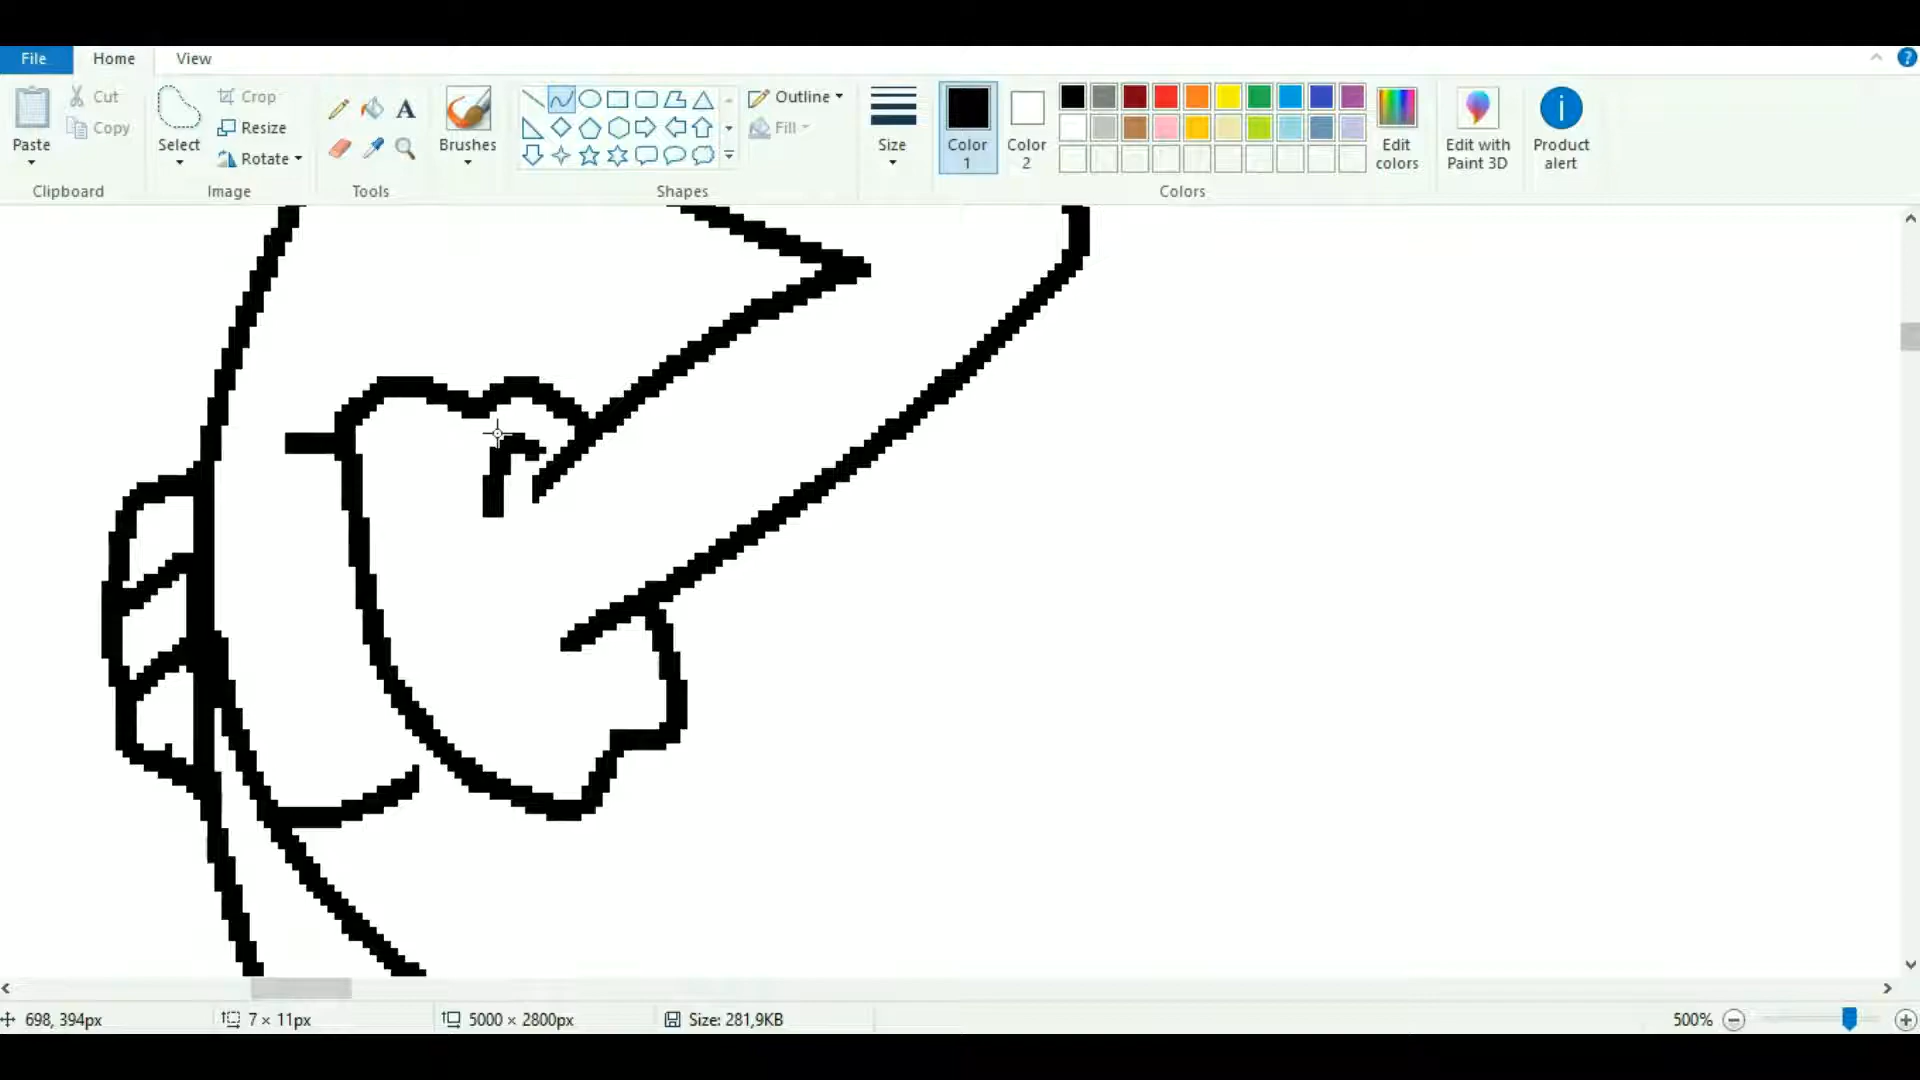 File Home View ?
Paste Cut Copy Select Crop Resize Rotate A Brushes Outline Fill Size Color 1 Color 2 Edit colors Edit with Paint 3D Product alert
Clipboard Image Tools Shapes Colors
698, 394px 7 × 11px 5000 × 2800px Size: 281,9KB 500%